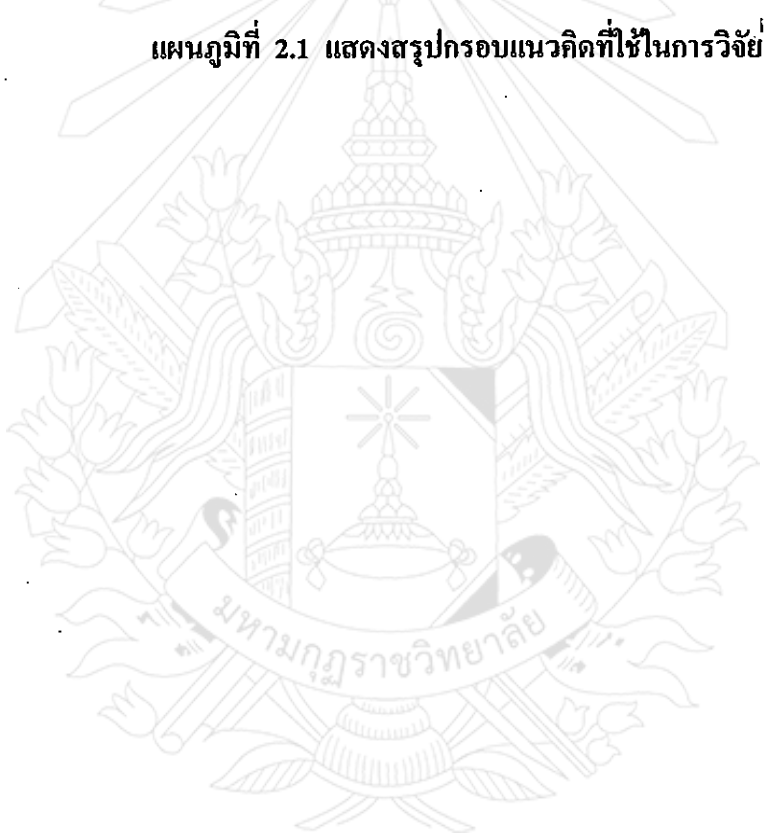 แผนภูมิที่ 2.1 แสดงสรุปกรอบแนวคิดที่ใช้ในการวิจัย
มหามกุฏราชวิทยาลัย